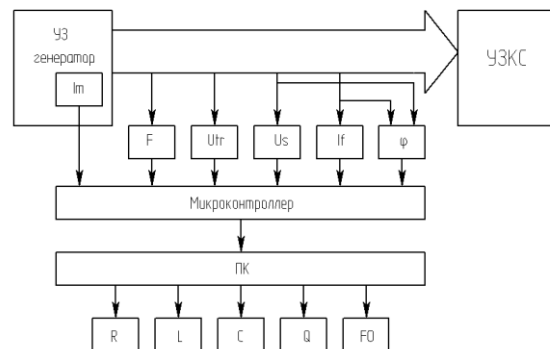 УЗ
генератор
Im
УЗКС
F
Utr
Us
If
φ
Микроконтроллер
ПК
R
L
C
Q
F0